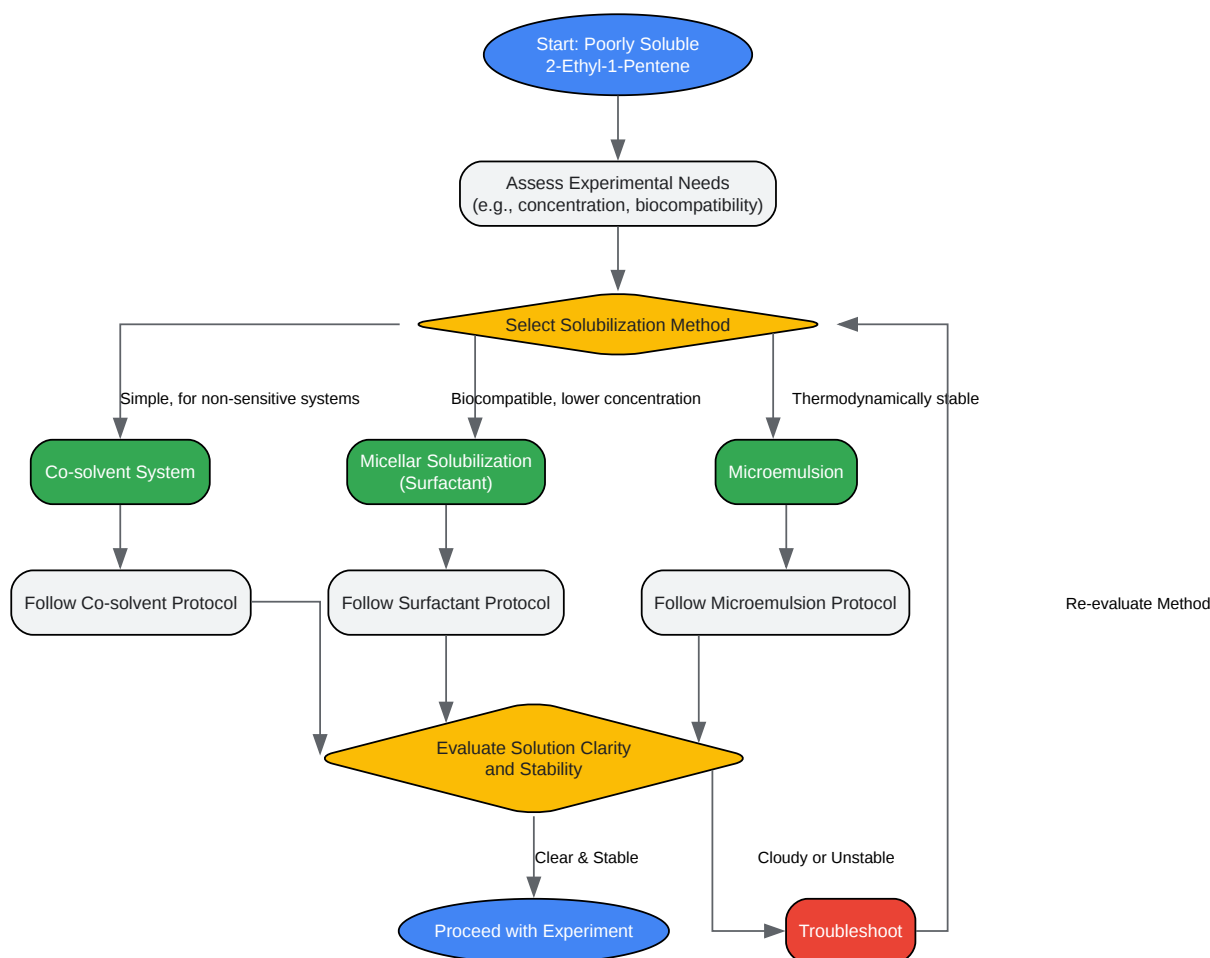 Start: Poorly Soluble
2-Ethyl-1-Pentene
Assess Experimental Needs
(e.g., concentration, biocompatibility)
Select Solubilization Method
Simple, for non-sensitive systems
Biocompatible, lower concentration
Thermodynamically stable
Co-solvent System
Micellar Solubilization
(Surfactant)
Microemulsion
Follow Co-solvent Protocol
Follow Surfactant Protocol
Follow Microemulsion Protocol
Re-evaluate Method
Evaluate Solution Clarity
and Stability
Clear & Stable
Cloudy or Unstable
Proceed with Experiment
Troubleshoot